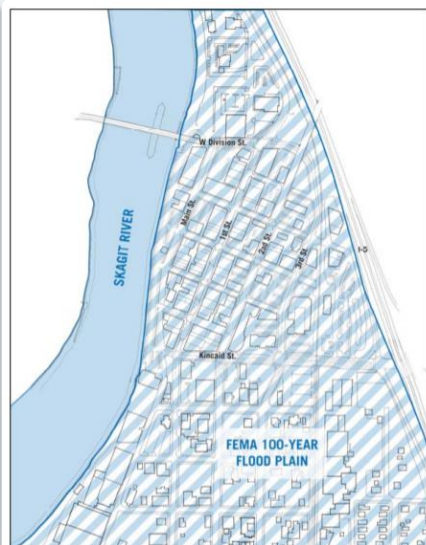 W Division St.
Main St.
1st St.
2nd St.
3rd St.
I-5
SKAGIT RIVER
Kincaid St.
FEMA 100-YEAR
FLOOD PLAIN